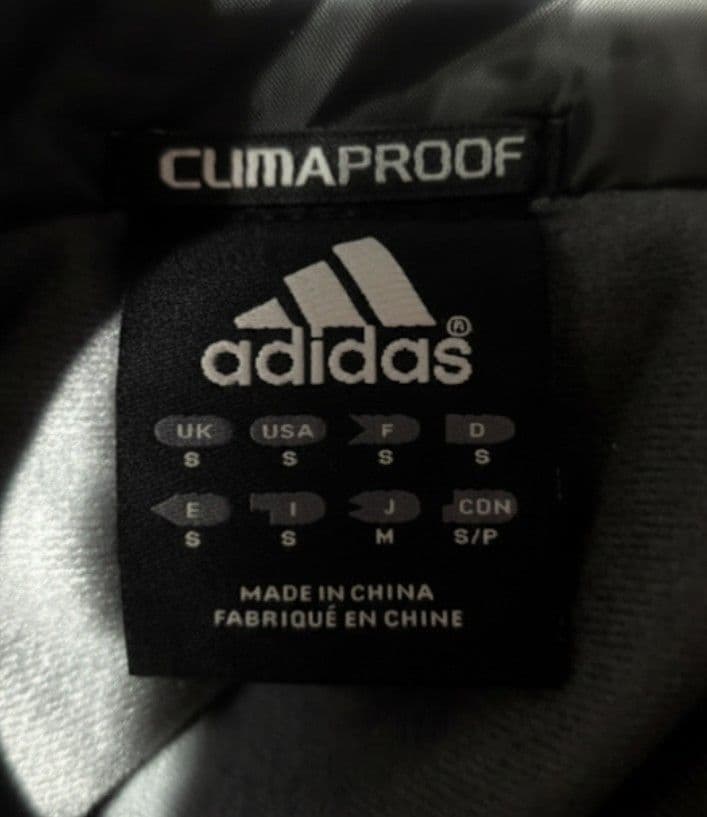 CLIMAPROOF
adidas®
UK USA F D
S S S S
E I J CDN
S S M S/P
MADE IN CHINA
FABRIQUÉ EN CHINE